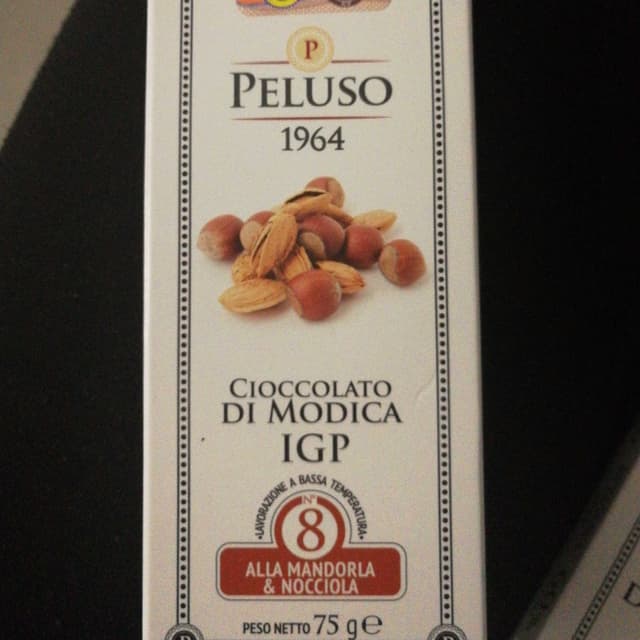 P
PELUSO
1964
CIOCCOLATO
DI MODICA
IGP
•LAVORAZIONE A BASSA TEMPERATURA•
N°
8
ALLA MANDORLA
& NOCCIOLA
PESO NETTO 75 g e